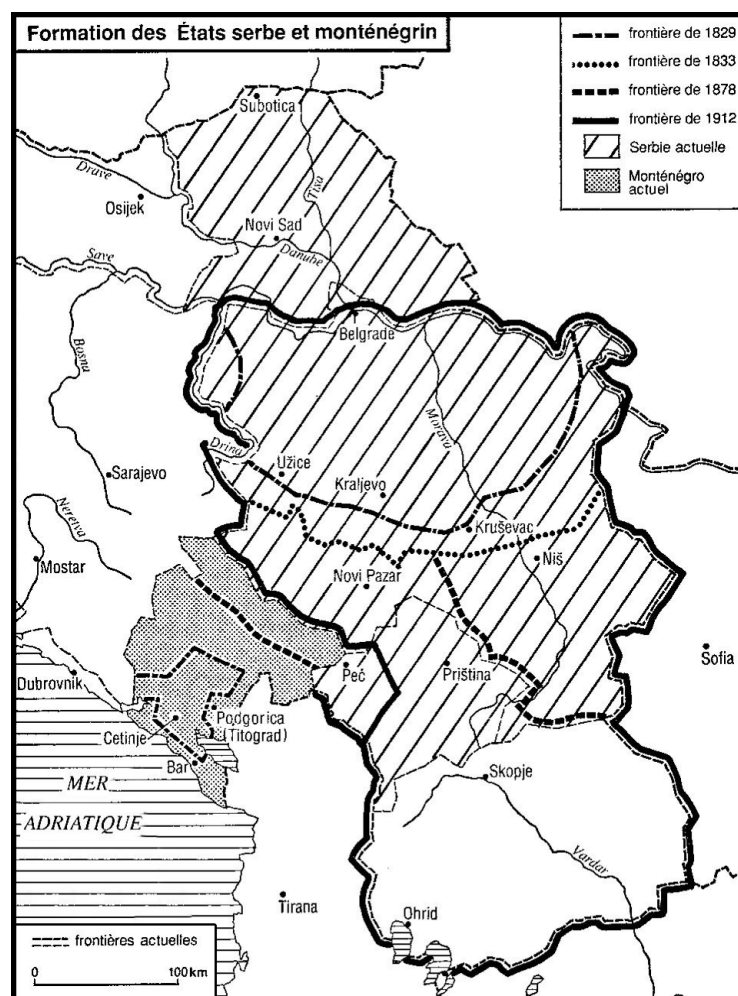 Formation des États serbe et monténégrin
frontière de 1829
frontière de 1833
frontière de 1878
frontière de 1912
Serbie actuelle
Monténégro
actuel
Subotica
Drave
Tisa
Osijek
Novi Sad
Danube
Save
Belgrade
Bosna
Morava
Drina
Užice
Sarajevo
Kraljevo
Neretva
Kruševac
Mostar
Niš
Novi Pazar
Sofia
Peć
Priština
Dubrovnik
Podgorica
(Titograd)
Cetinje
Bar
Skopje
MER
ADRIATIQUE
Vardar
Tirana
Ohrid
frontières actuelles
0 100 km